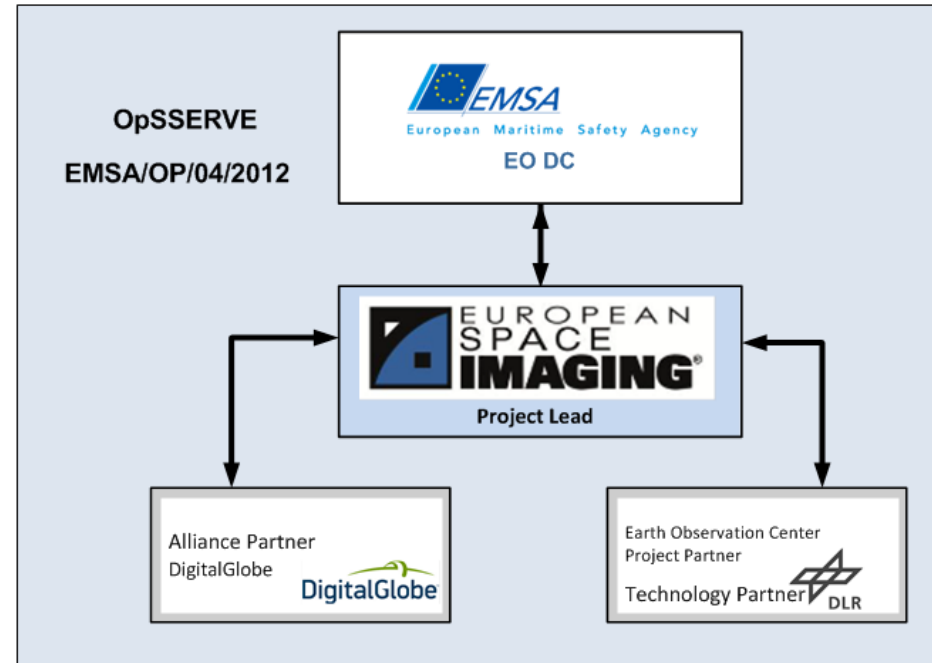 OpSSERVE
EMSA/OP/04/2012
EMSA
European Maritime Safety Agency
EO DC
EUROPEAN
SPACE
IMAGING®
Project Lead
Alliance Partner
DigitalGlobe
DigitalGlobe
Earth Observation Center
Project Partner
Technology Partner
DLR